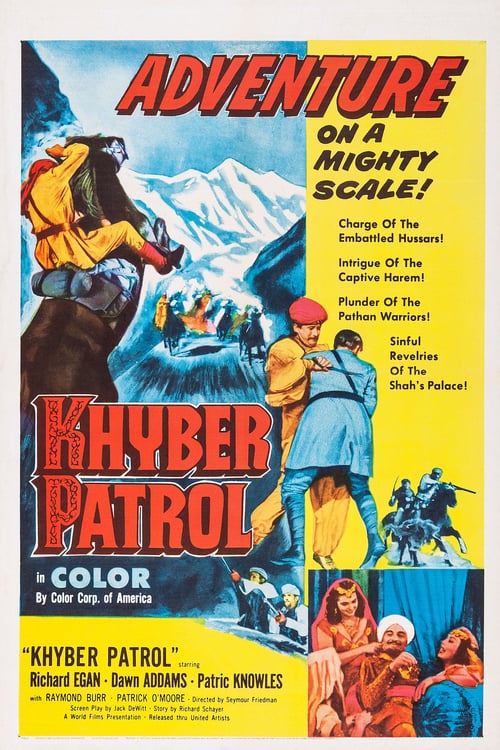 ADVENTURE
ON A
MIGHTY
SCALE!
Charge Of The
Embattled Hussars!
Intrigue Of The
Captive Harem!
Plunder Of The
Pathan Warriors!
Sinful
Revelries
Of The
Shah's Palace!
KHYBER
PATROL
in COLOR
By Color Corp. of America
"KHYBER PATROL" starring
Richard EGAN · Dawn ADDAMS · Patric KNOWLES
with RAYMOND BURR · PATRICK O'MOORE · Directed by Seymour Friedman
Screen Play by Jack DeWitt · Story by Richard Schayer
A World Films Presentation · Released thru United Artists